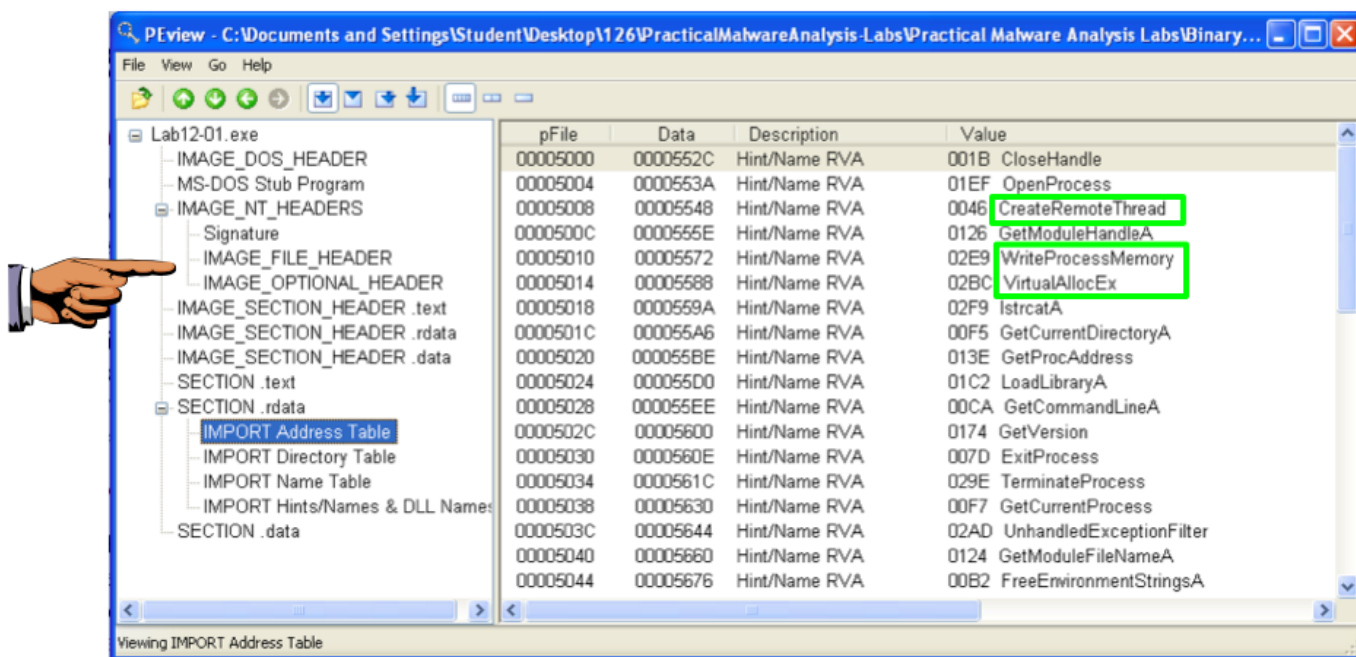 PEview - C:\Documents and Settings\Student\Desktop\126\PracticalMalwareAnalysis-Labs\Practical Malware Analysis Labs\Binary...
File View Go Help
Lab12-01.exe
IMAGE_DOS_HEADER
MS-DOS Stub Program
IMAGE_NT_HEADERS
Signature
IMAGE_FILE_HEADER
IMAGE_OPTIONAL_HEADER
IMAGE_SECTION_HEADER .text
IMAGE_SECTION_HEADER .rdata
IMAGE_SECTION_HEADER .data
SECTION .text
SECTION .rdata
IMPORT Address Table
IMPORT Directory Table
IMPORT Name Table
IMPORT Hints/Names & DLL Names
SECTION .data
pFile Data Description Value
00005000 0000552C Hint/Name RVA 001B CloseHandle
00005004 0000553A Hint/Name RVA 01EF OpenProcess
00005008 00005548 Hint/Name RVA 0046 CreateRemoteThread
0000500C 0000555E Hint/Name RVA 0126 GetModuleHandleA
00005010 00005572 Hint/Name RVA 02E9 WriteProcessMemory
00005014 00005588 Hint/Name RVA 02BC VirtualAllocEx
00005018 0000559A Hint/Name RVA 02F9 lstrcatA
0000501C 000055A6 Hint/Name RVA 00F5 GetCurrentDirectoryA
00005020 000055BE Hint/Name RVA 013E GetProcAddress
00005024 000055D0 Hint/Name RVA 01C2 LoadLibraryA
00005028 000055EE Hint/Name RVA 00CA GetCommandLineA
0000502C 00005600 Hint/Name RVA 0174 GetVersion
00005030 0000560E Hint/Name RVA 007D ExitProcess
00005034 0000561C Hint/Name RVA 029E TerminateProcess
00005038 00005630 Hint/Name RVA 00F7 GetCurrentProcess
0000503C 00005644 Hint/Name RVA 02AD UnhandledExceptionFilter
00005040 00005660 Hint/Name RVA 0124 GetModuleFileNameA
00005044 00005676 Hint/Name RVA 00B2 FreeEnvironmentStringsA
Viewing IMPORT Address Table